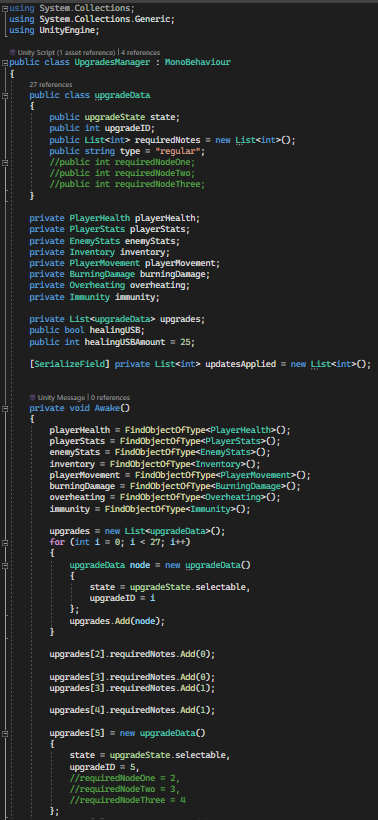 using System.Collections;
using System.Collections.Generic;
using UnityEngine;
Unity Script (1 asset reference) | 4 references
public class UpgradesManager : MonoBehaviour
{
27 references
public class upgradeData
{
public upgradeState state;
public int upgradeID;
public List<int> requiredNotes = new List<int>();
public string type = "regular";
//public int requiredNodeOne;
//public int requiredNodeTwo;
//public int requiredNodeThree;
}
private PlayerHealth playerHealth;
private PlayerStats playerStats;
private EnemyStats enemyStats;
private Inventory inventory;
private PlayerMovement playerMovement;
private BurningDamage burningDamage;
private Overheating overheating;
private Immunity immunity;
private List<upgradeData> upgrades;
public bool healingUSB;
public int healingUSBAmount = 25;
[SerializeField] private List<int> updatesApplied = new List<int>();
Unity Message | 0 references
private void Awake()
{
playerHealth = FindObjectOfType<PlayerHealth>();
playerStats = FindObjectOfType<PlayerStats>();
enemyStats = FindObjectOfType<EnemyStats>();
inventory = FindObjectOfType<Inventory>();
playerMovement = FindObjectOfType<PlayerMovement>();
burningDamage = FindObjectOfType<BurningDamage>();
overheating = FindObjectOfType<Overheating>();
immunity = FindObjectOfType<Immunity>();
upgrades = new List<upgradeData>();
for (int i = 0; i < 27; i++)
{
upgradeData node = new upgradeData()
{
state = upgradeState.selectable,
upgradeID = i
};
upgrades.Add(node);
}
upgrades[2].requiredNotes.Add(0);
upgrades[3].requiredNotes.Add(0);
upgrades[3].requiredNotes.Add(1);
upgrades[4].requiredNotes.Add(1);
upgrades[5] = new upgradeData()
{
state = upgradeState.selectable,
upgradeID = 5,
//requiredNodeOne = 2,
//requiredNodeTwo = 3,
//requiredNodeThree = 4
};